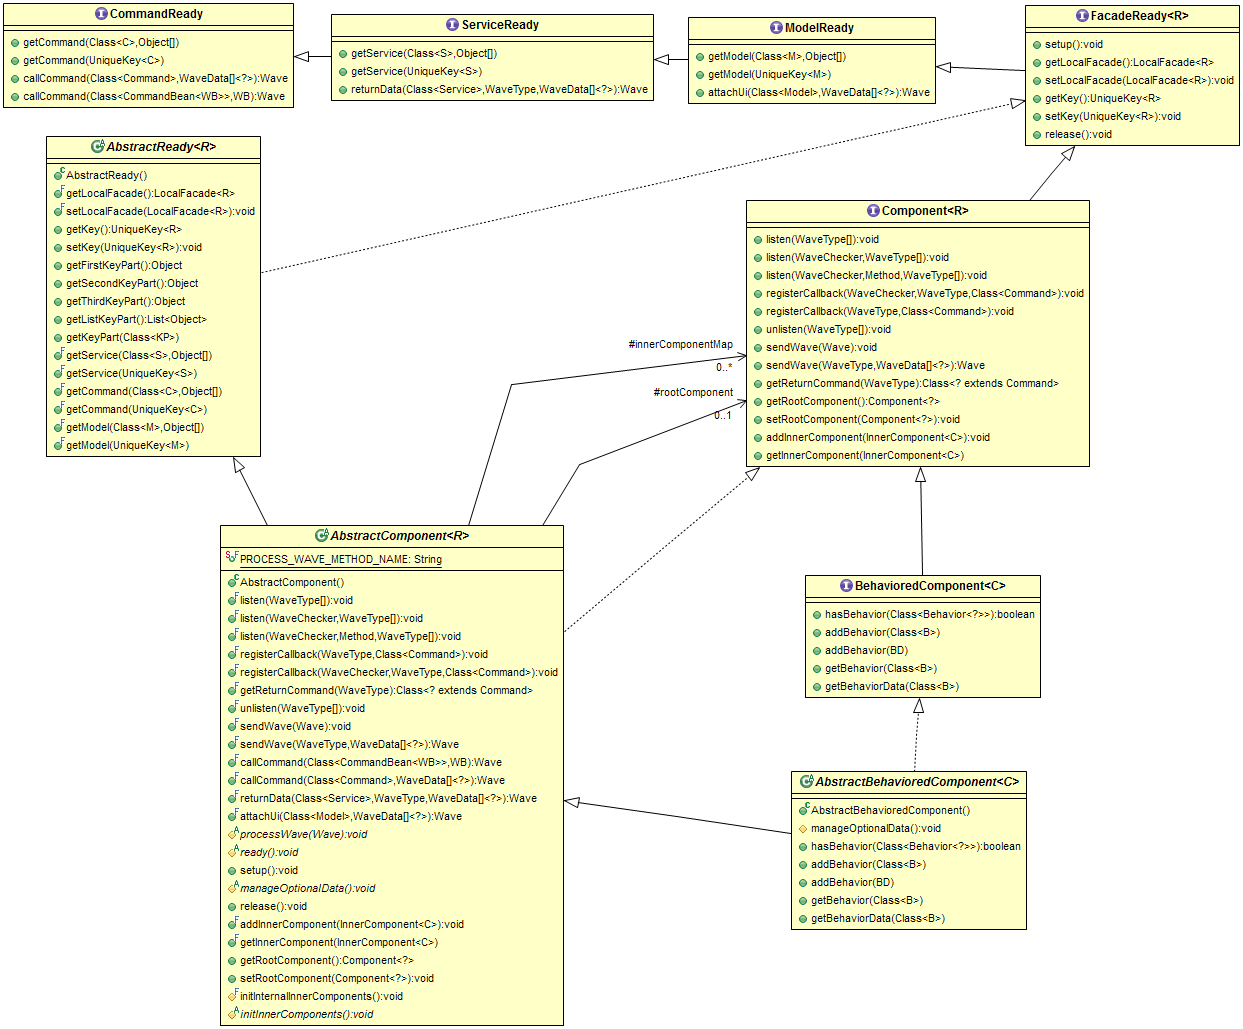 CommandReady
getCommand(Class<C>,Object[])
getCommand(UniqueKey<C>)
callCommand(Class<Command>,WaveData[]<?>):Wave
callCommand(Class<CommandBean<WB>>,WB):Wave
ServiceReady
getService(Class<S>,Object[])
getService(UniqueKey<S>)
returnData(Class<Service>,WaveType,WaveData[]<?>):Wave
ModelReady
getModel(Class<M>,Object[])
getModel(UniqueKey<M>)
attachUi(Class<Model>,WaveData[]<?>):Wave
FacadeReady<R>
setup():void
getLocalFacade():LocalFacade<R>
setLocalFacade(LocalFacade<R>):void
getKey():UniqueKey<R>
setKey(UniqueKey<R>):void
release():void
AbstractReady<R>
AbstractReady()
getLocalFacade():LocalFacade<R>
setLocalFacade(LocalFacade<R>):void
getKey():UniqueKey<R>
setKey(UniqueKey<R>):void
getFirstKeyPart():Object
getSecondKeyPart():Object
getThirdKeyPart():Object
getListKeyPart():List<Object>
getKeyPart(Class<KP>)
getService(Class<S>,Object[])
getService(UniqueKey<S>)
getCommand(Class<C>,Object[])
getCommand(UniqueKey<C>)
getModel(Class<M>,Object[])
getModel(UniqueKey<M>)
Component<R>
listen(WaveType[]):void
listen(WaveChecker,WaveType[]):void
listen(WaveChecker,Method,WaveType[]):void
registerCallback(WaveChecker,WaveType,Class<Command>):void
registerCallback(WaveType,Class<Command>):void
unlisten(WaveType[]):void
sendWave(Wave):void
sendWave(WaveType,WaveData[]<?>):Wave
getReturnCommand(WaveType):Class<? extends Command>
getRootComponent():Component<?>
setRootComponent(Component<?>):void
addInnerComponent(InnerComponent<C>):void
getInnerComponent(InnerComponent<C>)
#innerComponentMap
0..*
#rootComponent
0..1
AbstractComponent<R>
PROCESS_WAVE_METHOD_NAME: String
AbstractComponent()
listen(WaveType[]):void
listen(WaveChecker,WaveType[]):void
listen(WaveChecker,Method,WaveType[]):void
registerCallback(WaveType,Class<Command>):void
registerCallback(WaveChecker,WaveType,Class<Command>):void
getReturnCommand(WaveType):Class<? extends Command>
unlisten(WaveType[]):void
sendWave(Wave):void
sendWave(WaveType,WaveData[]<?>):Wave
callCommand(Class<CommandBean<WB>>,WB):Wave
callCommand(Class<Command>,WaveData[]<?>):Wave
returnData(Class<Service>,WaveType,WaveData[]<?>):Wave
attachUi(Class<Model>,WaveData[]<?>):Wave
processWave(Wave):void
ready():void
setup():void
manageOptionalData():void
release():void
addInnerComponent(InnerComponent<C>):void
getInnerComponent(InnerComponent<C>)
getRootComponent():Component<?>
setRootComponent(Component<?>):void
initInternalInnerComponents():void
initInnerComponents():void
BehavioredComponent<C>
hasBehavior(Class<Behavior<?>>):boolean
addBehavior(Class<B>)
addBehavior(BD)
getBehavior(Class<B>)
getBehaviorData(Class<B>)
AbstractBehavioredComponent<C>
AbstractBehavioredComponent()
manageOptionalData():void
hasBehavior(Class<Behavior<?>>):boolean
addBehavior(Class<B>)
addBehavior(BD)
getBehavior(Class<B>)
getBehaviorData(Class<B>)